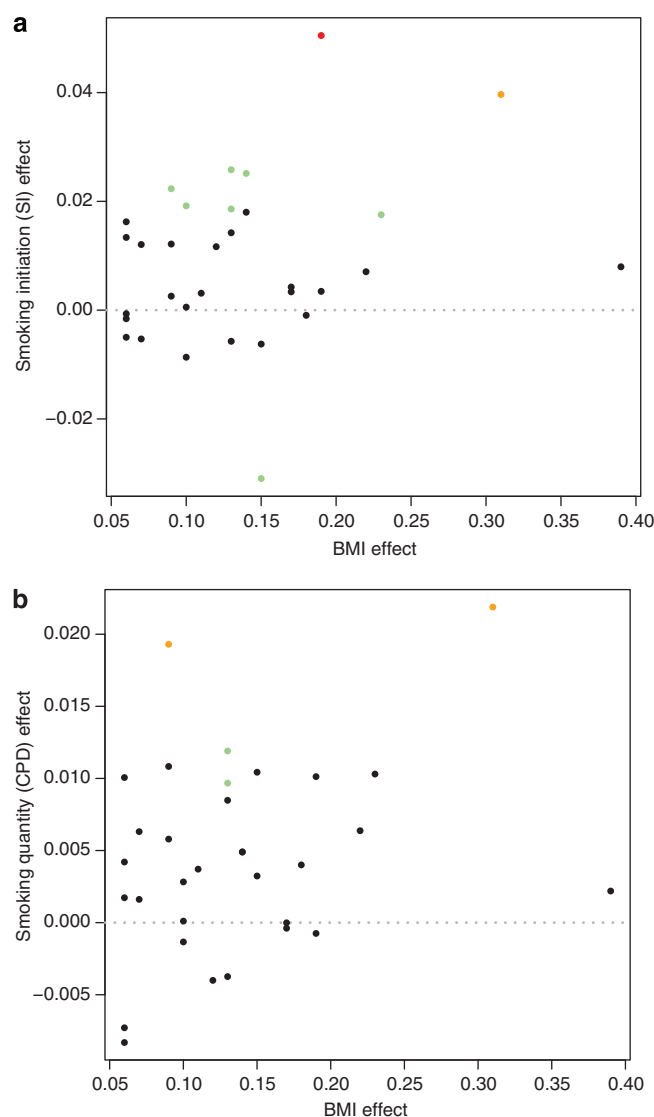 a
Smoking initiation (SI) effect
0.04
0.02
0.00
−0.02
0.05 0.10 0.15 0.20 0.25 0.30 0.35 0.40
BMI effect
b
Smoking quantity (CPD) effect
0.020
0.015
0.010
0.005
0.000
−0.005
0.05 0.10 0.15 0.20 0.25 0.30 0.35 0.40
BMI effect